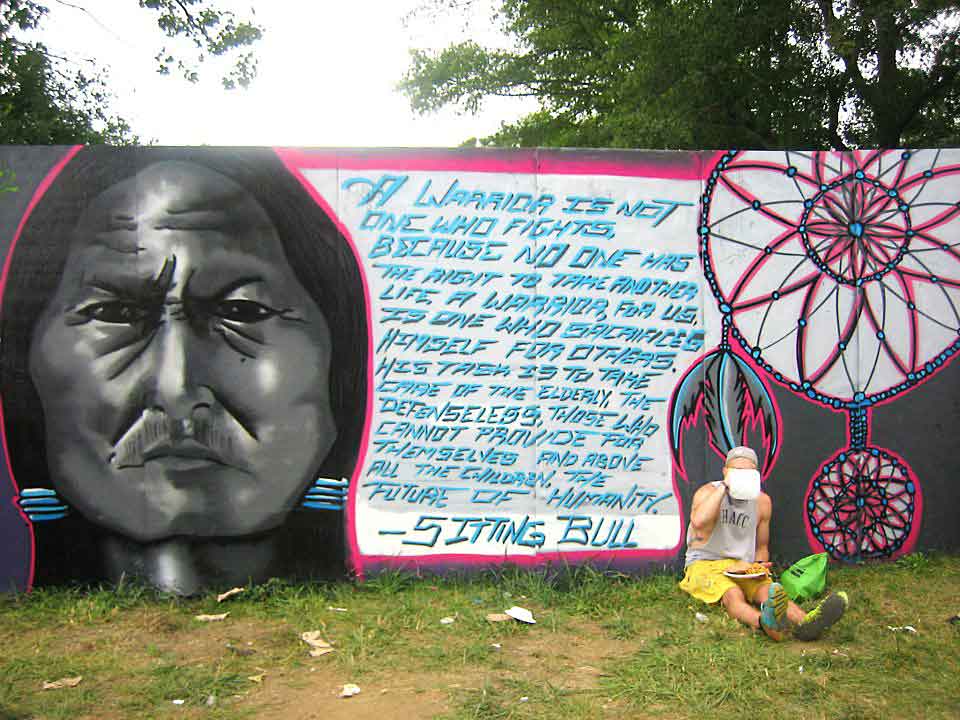 A WARRIOR IS NOT
ONE WHO FIGHTS,
BECAUSE NO ONE HAS
THE RIGHT TO TAKE ANOTHER
LIFE A WARRIOR, FOR US,
IS ONE WHO SACRIFICES
HIMSELF FOR OTHERS.
HIS TASK IS TO TAKE
CARE OF THE ELDERLY, THE
DEFENSELESS, THOSE WHO
CANNOT PROVIDE FOR
THEMSELVES AND ABOVE
ALL THE CHILDREN, THE
FUTURE OF HUMANITY.
-SITTING BULL